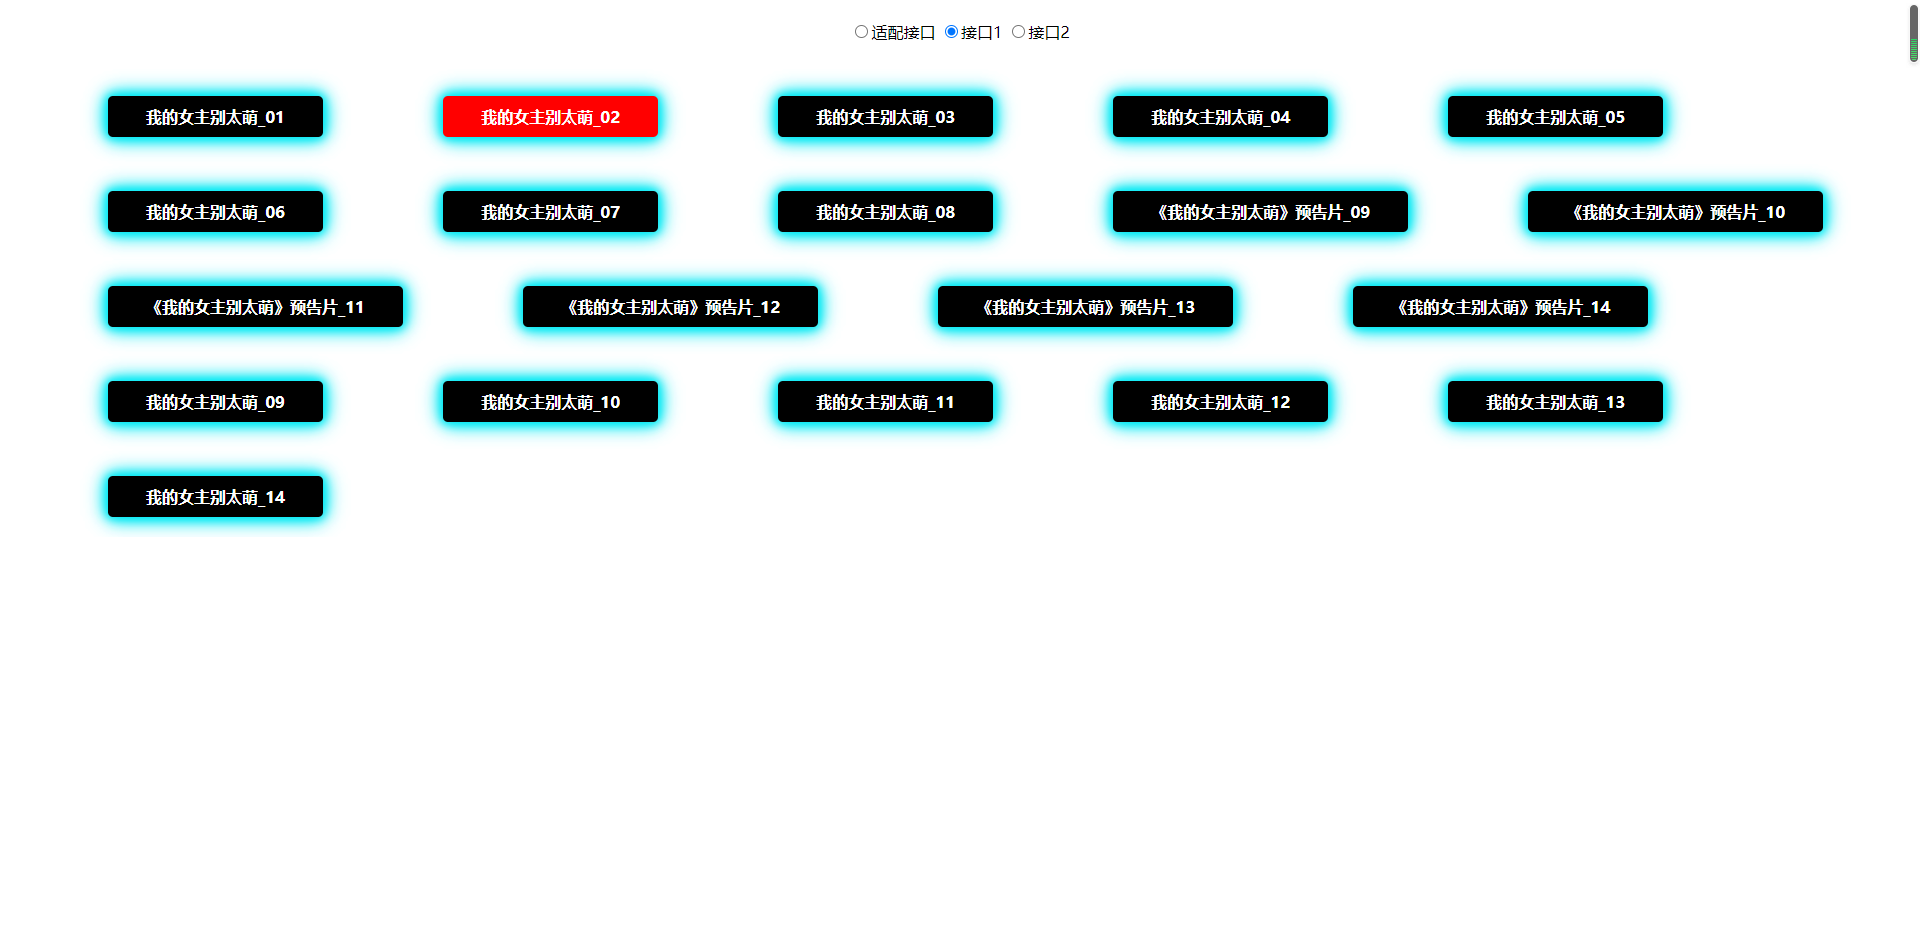 适配接口 接口1 接口2
我的女主别太萌_01 我的女主别太萌_02 我的女主别太萌_03 我的女主别太萌_04 我的女主别太萌_05
我的女主别太萌_06 我的女主别太萌_07 我的女主别太萌_08 《我的女主别太萌》预告片_09 《我的女主别太萌》预告片_10
《我的女主别太萌》预告片_11 《我的女主别太萌》预告片_12 《我的女主别太萌》预告片_13 《我的女主别太萌》预告片_14
我的女主别太萌_09 我的女主别太萌_10 我的女主别太萌_11 我的女主别太萌_12 我的女主别太萌_13
我的女主别太萌_14